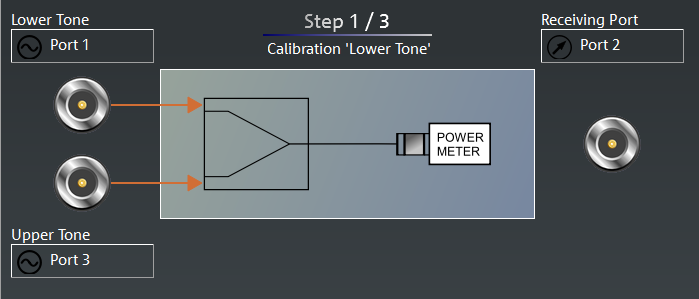 Lower Tone
Port 1
Step 1 / 3
Calibration 'Lower Tone'
Receiving Port
Port 2
POWER
METER
Upper Tone
Port 3